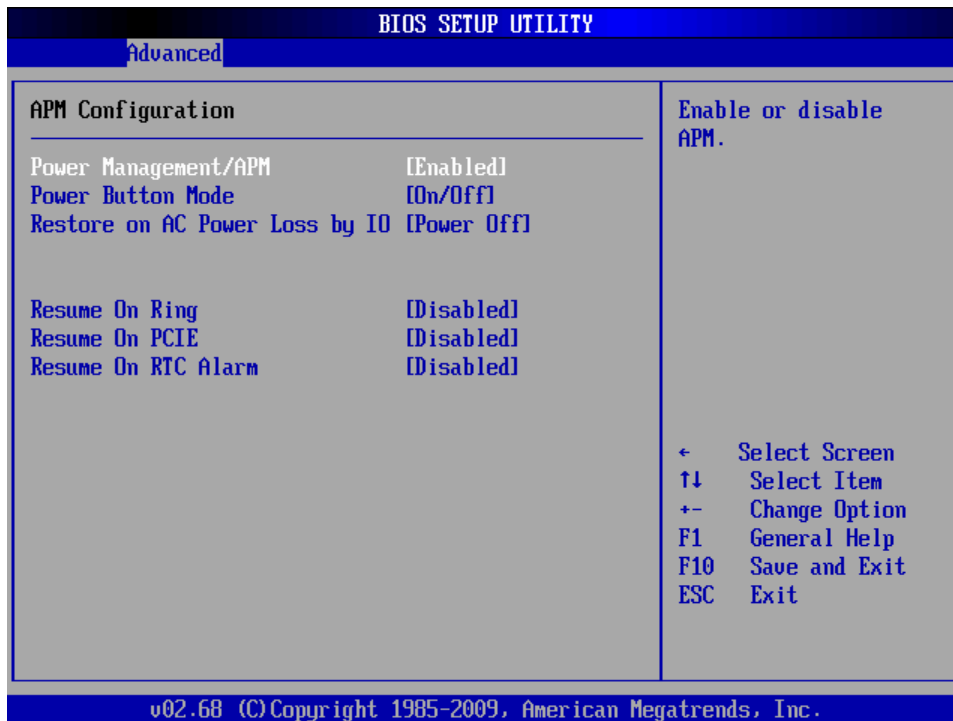 BIOS SETUP UTILITY
Advanced
APM Configuration
Power Management/APM [Enabled]
Power Button Mode [On/Off]
Restore on AC Power Loss by IO [Power Off]
Resume On Ring [Disabled]
Resume On PCIE [Disabled]
Resume On RTC Alarm [Disabled]
Enable or disable
APM.
← Select Screen
↑↓ Select Item
+- Change Option
F1 General Help
F10 Save and Exit
ESC Exit
v02.68 (C)Copyright 1985-2009, American Megatrends, Inc.